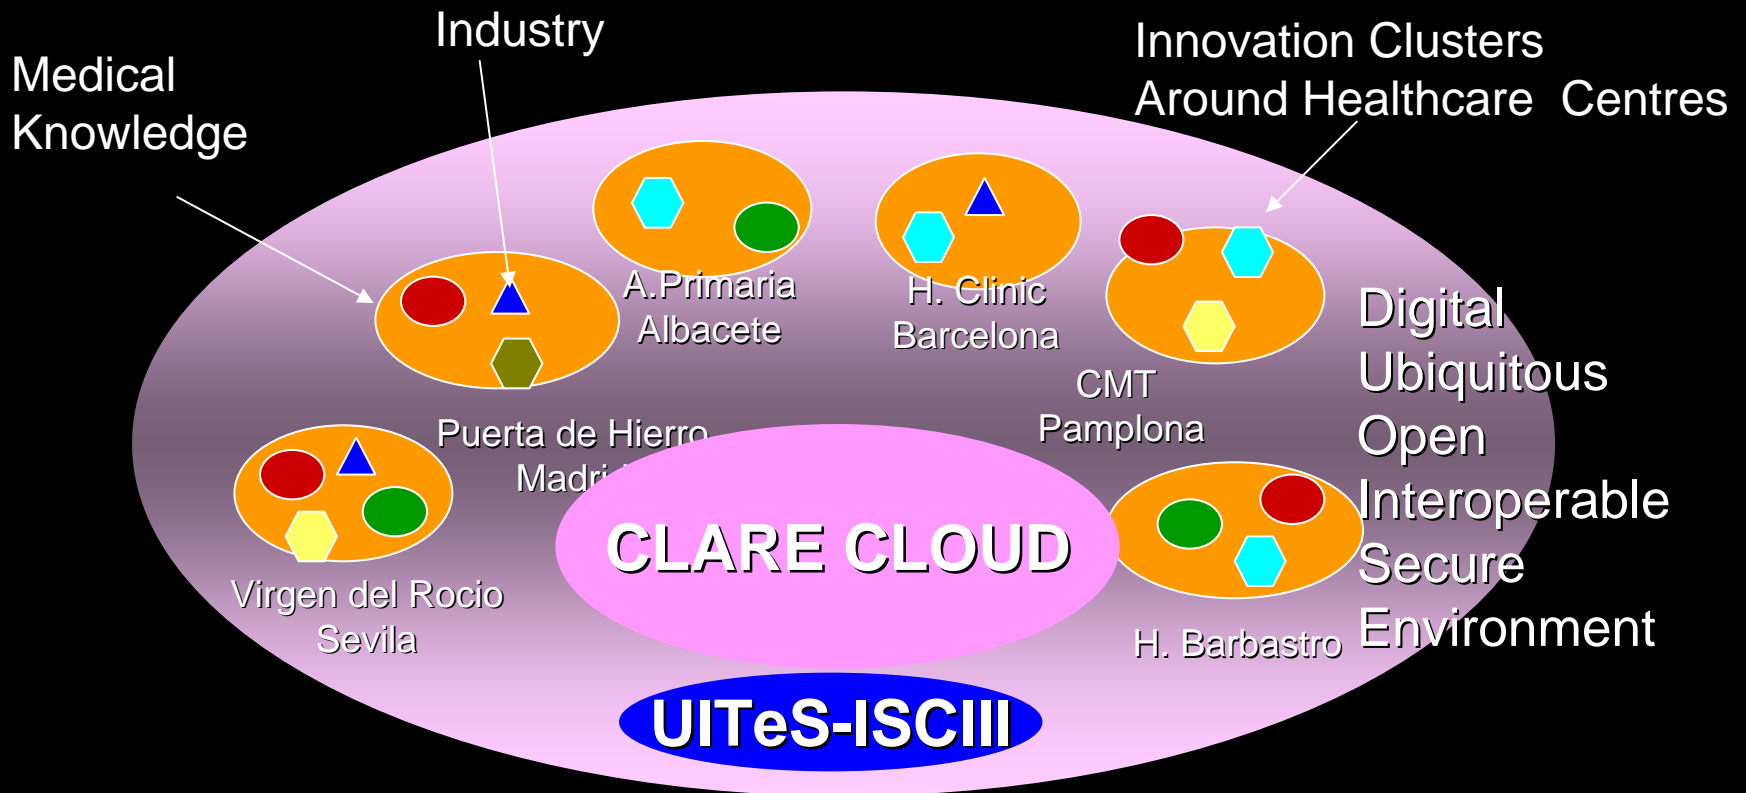 Industry
Medical
Knowledge
Innovation Clusters
Around Healthcare Centres
A.Primaria
Albacete
H. Clinic
Barcelona
CMT
Pamplona
Puerta de Hierro
Digital
Ubiquitous
Open
Interoperable
Secure
Environment
CLARE CLOUD
Virgen del Rocio
Sevila
H. Barbastro
UITeS-ISCIII